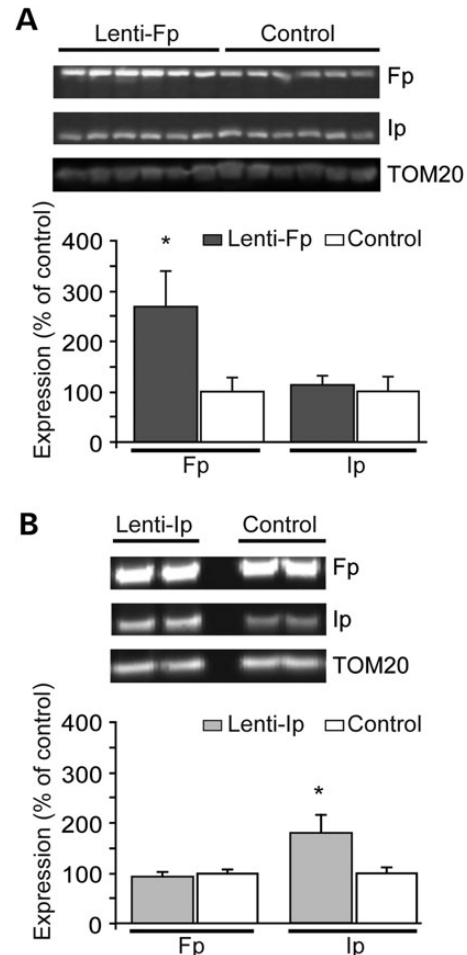 A
Lenti-Fp Control
Fp
Ip
TOM20
Expression (% of control)
400
300
200
100
0
*
Lenti-Fp Control
Fp Ip
B
Lenti-Ip Control
Fp
Ip
TOM20
Expression (% of control)
400
300
200
100
0
Lenti-Ip Control
*
Fp Ip